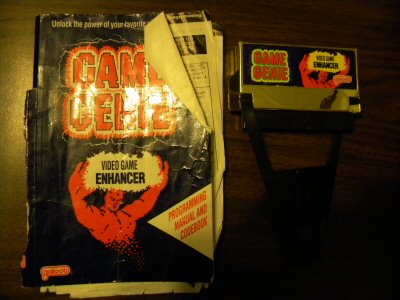 Unlock the power of your favorite
Programming
GAME
GENIE
VIDEO GAME
ENHANCER
PROGRAMMING
MANUAL AND
CODEBOOK
galoob
GAME
GENIE
VIDEO GAME
ENHANCER